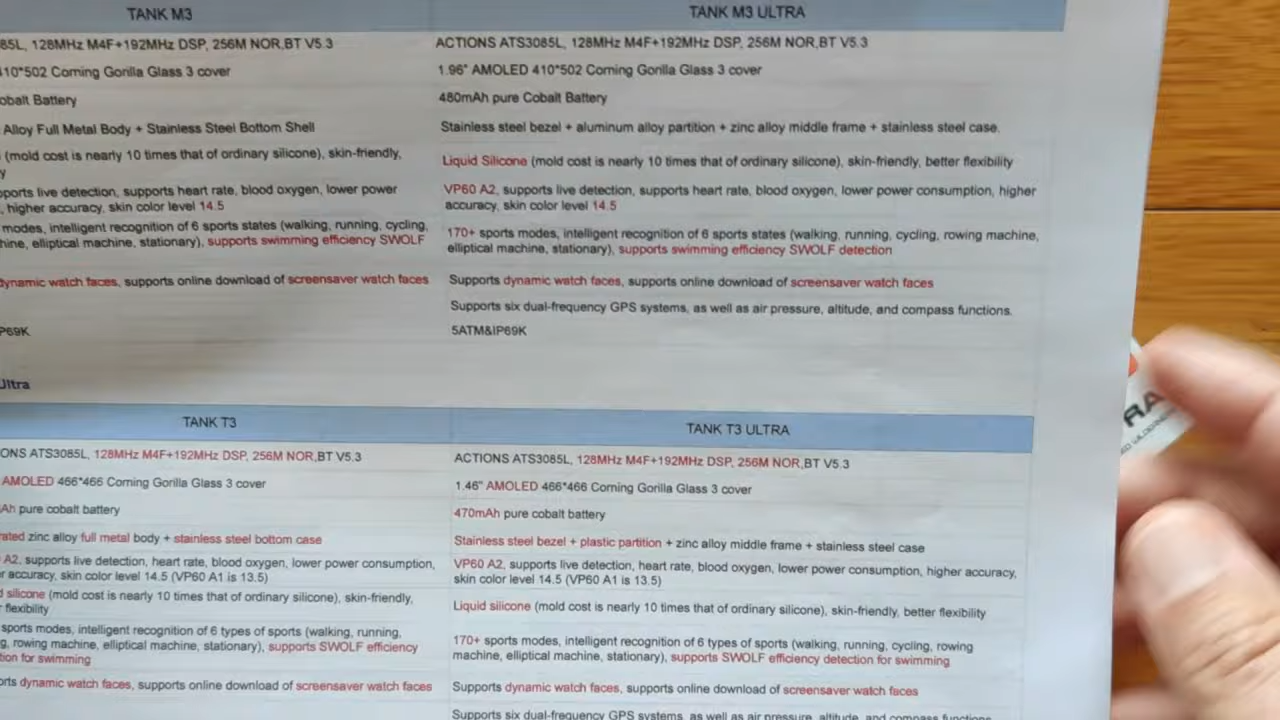 TANK M3
TANK M3 ULTRA
85L, 128MHz M4F+192MHz DSP, 256M NOR,BT V5.3
ACTIONS ATS3085L, 128MHz M4F+192MHz DSP, 256M NOR,BT V5.3
410*502 Corning Gorilla Glass 3 cover
1.96" AMOLED 410*502 Corning Gorilla Glass 3 cover
obalt Battery
480mAh pure Cobalt Battery
Alloy Full Metal Body + Stainless Steel Bottom Shell
Stainless steel bezel + aluminum alloy partition + zinc alloy middle frame + stainless steel case.
(mold cost is nearly 10 times that of ordinary silicone), skin-friendly,
y
Liquid Silicone (mold cost is nearly 10 times that of ordinary silicone), skin-friendly, better flexibility
pports live detection, supports heart rate, blood oxygen, lower power
, higher accuracy, skin color level 14.5
VP60 A2, supports live detection, supports heart rate, blood oxygen, lower power consumption, higher
accuracy, skin color level 14.5
modes, intelligent recognition of 6 sports states (walking, running, cycling,
hine, elliptical machine, stationary), supports swimming efficiency SWOLF
170+ sports modes, intelligent recognition of 6 sports states (walking, running, cycling, rowing machine,
elliptical machine, stationary), supports swimming efficiency SWOLF detection
dynamic watch faces, supports online download of screensaver watch faces
Supports dynamic watch faces, supports online download of screensaver watch faces
Supports six dual-frequency GPS systems, as well as air pressure, altitude, and compass functions.
P69K
5ATM&IP69K
Ultra
TANK T3
TANK T3 ULTRA
ONS ATS3085L, 128MHz M4F+192MHz DSP, 256M NOR,BT V5.3
ACTIONS ATS3085L, 128MHz M4F+192MHz DSP, 256M NOR,BT V5.3
AMOLED 466*466 Corning Gorilla Glass 3 cover
1.46" AMOLED 466*466 Corning Gorilla Glass 3 cover
Ah pure cobalt battery
470mAh pure cobalt battery
rated zinc alloy full metal body + stainless steel bottom case
Stainless steel bezel + plastic partition + zinc alloy middle frame + stainless steel case
A2, supports live detection, heart rate, blood oxygen, lower power consumption,
r accuracy, skin color level 14.5 (VP60 A1 is 13.5)
VP60 A2, supports live detection, heart rate, blood oxygen, lower power consumption, higher accuracy,
skin color level 14.5 (VP60 A1 is 13.5)
d silicone (mold cost is nearly 10 times that of ordinary silicone), skin-friendly,
flexibility
Liquid silicone (mold cost is nearly 10 times that of ordinary silicone), skin-friendly, better flexibility
sports modes, intelligent recognition of 6 types of sports (walking, running,
g, rowing machine, elliptical machine, stationary), supports SWOLF efficiency
tion for swimming
170+ sports modes, intelligent recognition of 6 types of sports (walking, running, cycling, rowing
machine, elliptical machine, stationary), supports SWOLF efficiency detection for swimming
rts dynamic watch faces, supports online download of screensaver watch faces
Supports dynamic watch faces, supports online download of screensaver watch faces
Supports six dual-frequency GPS systems, as well as air pressure, altitude, and compass functions
RA